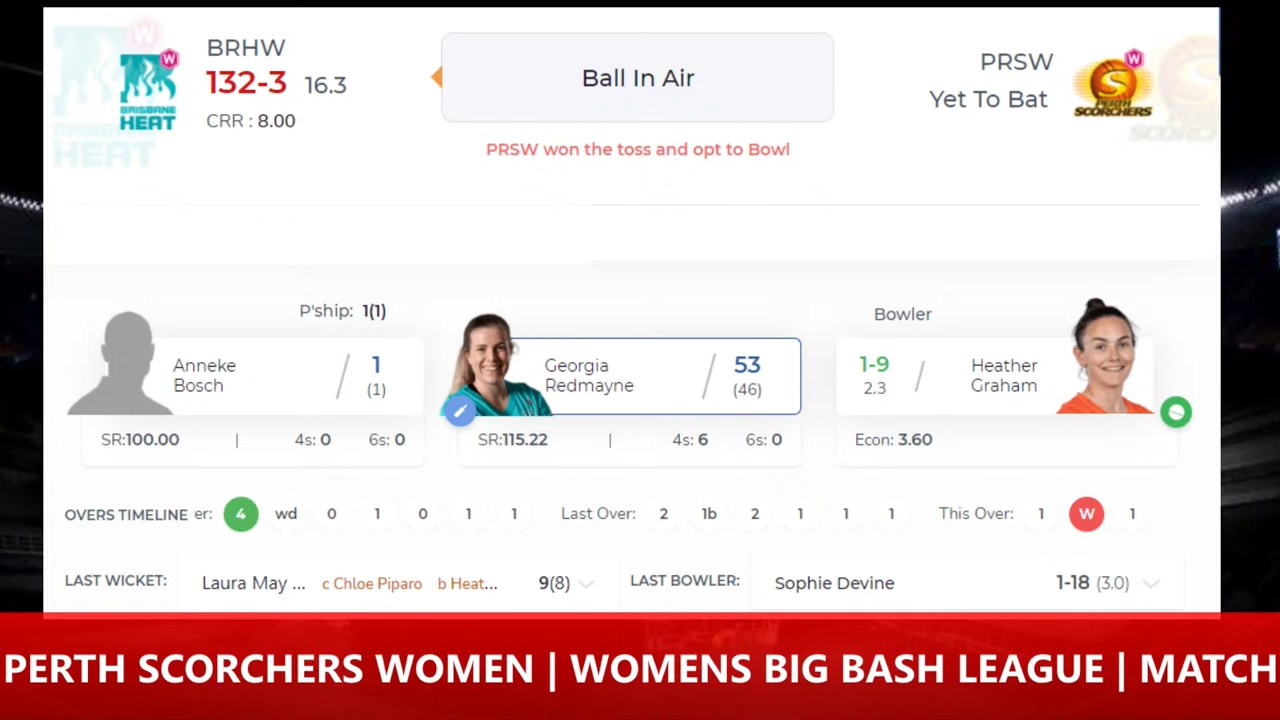 BRHW
132-3 16.3
CRR : 8.00
BRISBANE
HEAT
W
Ball In Air
PRSW won the toss and opt to Bowl
PRSW
Yet To Bat
W
PERTH
SCORCHERS
P'ship: 1(1)
Anneke
Bosch
1
(1)
SR:100.00 | 4s: 0 6s: 0
Georgia
Redmayne
53
(46)
SR:115.22 | 4s: 6 6s: 0
Bowler
1-9
2.3
Heather
Graham
Econ: 3.60
OVERS TIMELINE er: 4 wd 0 1 0 1 1 Last Over: 2 1b 2 1 1 1 This Over: 1 W 1
LAST WICKET: Laura May ... c Chloe Piparo b Heat... 9(8) LAST BOWLER: Sophie Devine 1-18 (3.0)
PERTH SCORCHERS WOMEN | WOMENS BIG BASH LEAGUE | MATCH